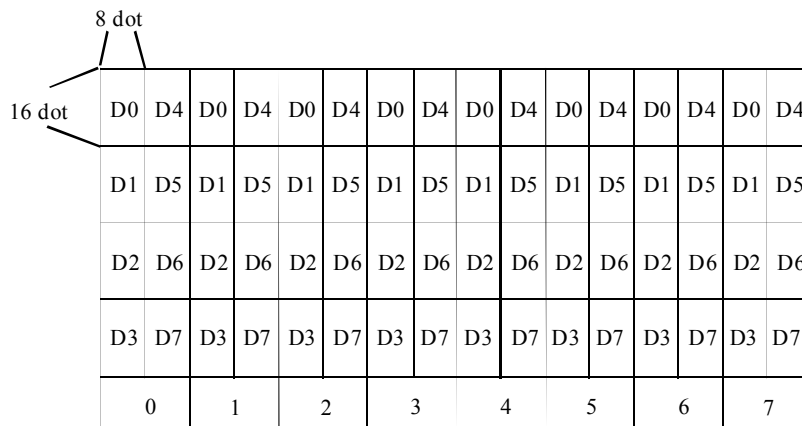 8 dot
16 dot
D0 D4 D0 D4 D0 D4 D0 D4 D0 D4 D0 D4 D0 D4 D0 D4
D1 D5 D1 D5 D1 D5 D1 D5 D1 D5 D1 D5 D1 D5 D1 D5
D2 D6 D2 D6 D2 D6 D2 D6 D2 D6 D2 D6 D2 D6 D2 D6
D3 D7 D3 D7 D3 D7 D3 D7 D3 D7 D3 D7 D3 D7 D3 D7
0 1 2 3 4 5 6 7